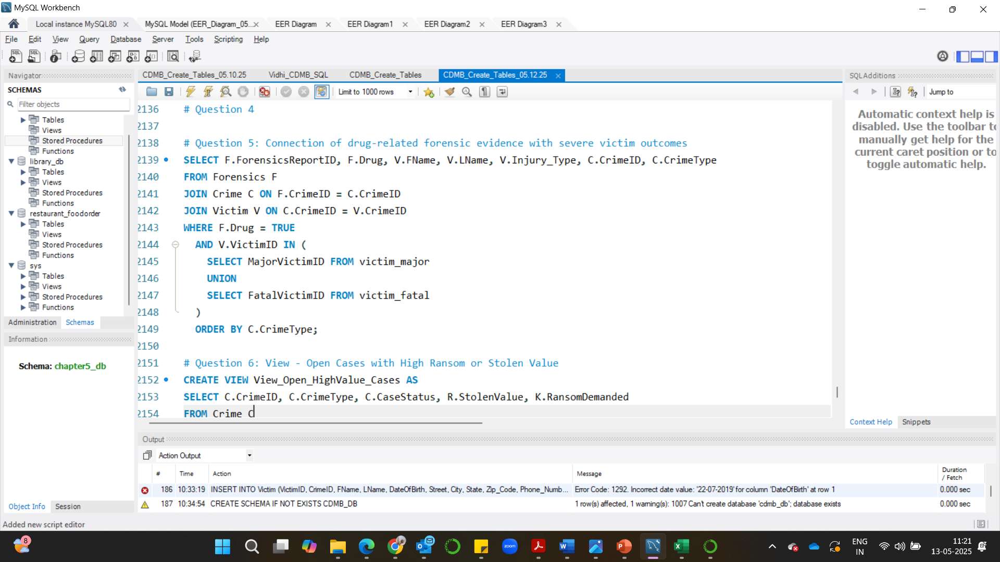 MySQL Workbench
Local instance MySQL80
MySQL Model (EER_Diagram_05...
EER Diagram
EER Diagram1
EER Diagram2
EER Diagram3
File Edit View Query Database Server Tools Scripting Help
Navigator
SCHEMAS
Filter objects
Tables
Views
Stored Procedures
Functions
library_db
Tables
Views
Stored Procedures
Functions
restaurant_foodorder
Tables
Views
Stored Procedures
Functions
sys
Tables
Views
Stored Procedures
Functions
Administration Schemas
Information
Schema: chapter5_db
Object Info Session
Added new script editor
CDMB_Create_Tables_05.10.25
Vidhi_CDMB_SQL
CDMB_Create_Tables
CDMB_Create_Tables_05.12.25
Limit to 1000 rows
2136 # Question 4
2137
2138 # Question 5: Connection of drug-related forensic evidence with severe victim outcomes
2139 SELECT F.ForensicsReportID, F.Drug, V.FName, V.LName, V.Injury_Type, C.CrimeID, C.CrimeType
2140 FROM Forensics F
2141 JOIN Crime C ON F.CrimeID = C.CrimeID
2142 JOIN Victim V ON C.CrimeID = V.CrimeID
2143 WHERE F.Drug = TRUE
2144 AND V.VictimID IN (
2145 SELECT MajorVictimID FROM victim_major
2146 UNION
2147 SELECT FatalVictimID FROM victim_fatal
2148 )
2149 ORDER BY C.CrimeType;
2150
2151 # Question 6: View - Open Cases with High Ransom or Stolen Value
2152 CREATE VIEW View_Open_HighValue_Cases AS
2153 SELECT C.CrimeID, C.CrimeType, C.CaseStatus, R.StolenValue, K.RansomDemanded
2154 FROM Crime C
SQLAdditions
Jump to
Automatic context help is
disabled. Use the toolbar to
manually get help for the
current caret position or to
toggle automatic help.
Context Help Snippets
Output
Action Output
# Time Action Message Duration / Fetch
186 10:33:19 INSERT INTO Victim (VictimID, CrimeID, FName, LName, DateOfBirth, Street, City, State, Zip_Code, Phone_Numb... Error Code: 1292. Incorrect date value: '22-07-2019' for column 'DateOfBirth' at row 1 0.000 sec
187 10:34:54 CREATE SCHEMA IF NOT EXISTS CDMB_DB 1 row(s) affected, 1 warning(s): 1007 Can't create database 'cdmb_db'; database exists 0.000 sec
8
zoom
ENG
IN
11:21
13-05-2025